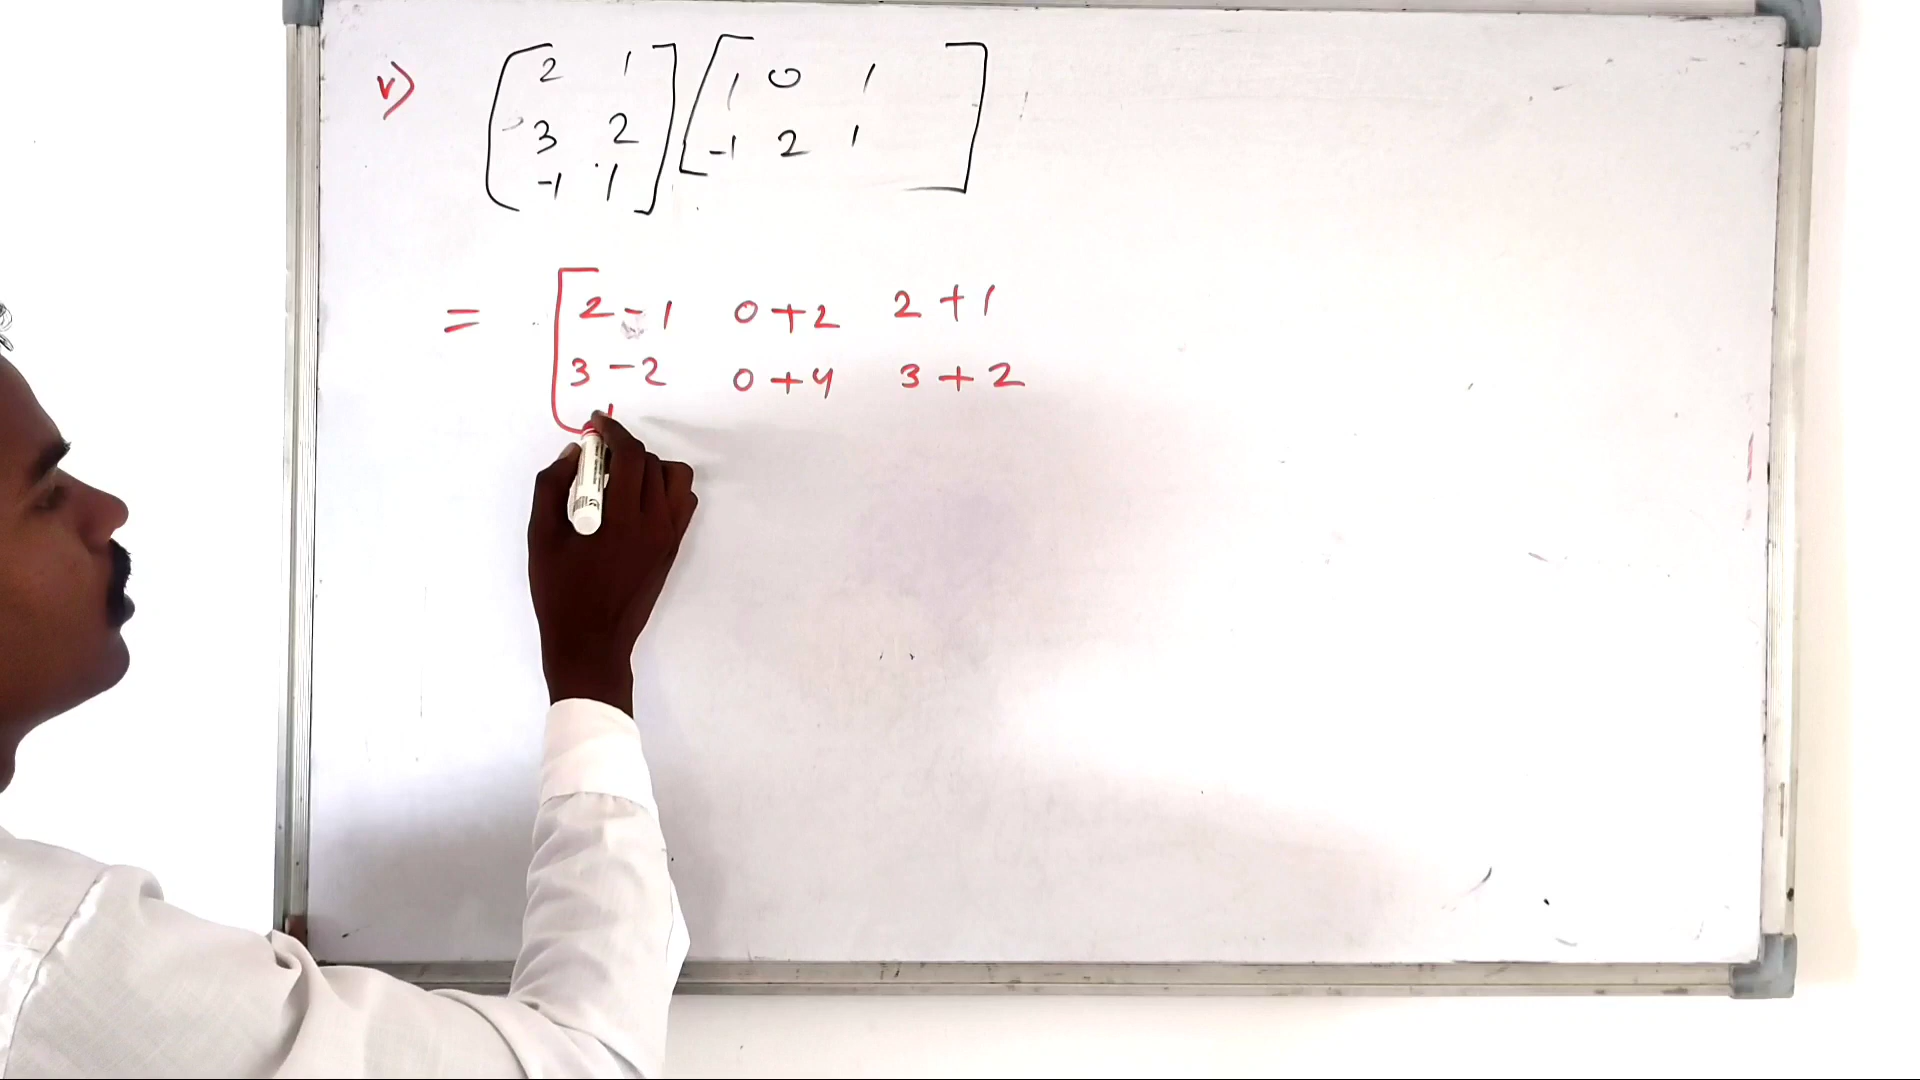 v) [2 1] [1 0 1]
[3 2] [-1 2 1]
[-1 1]
= [2-1 0+2 2+1
3-2 0+4 3+2